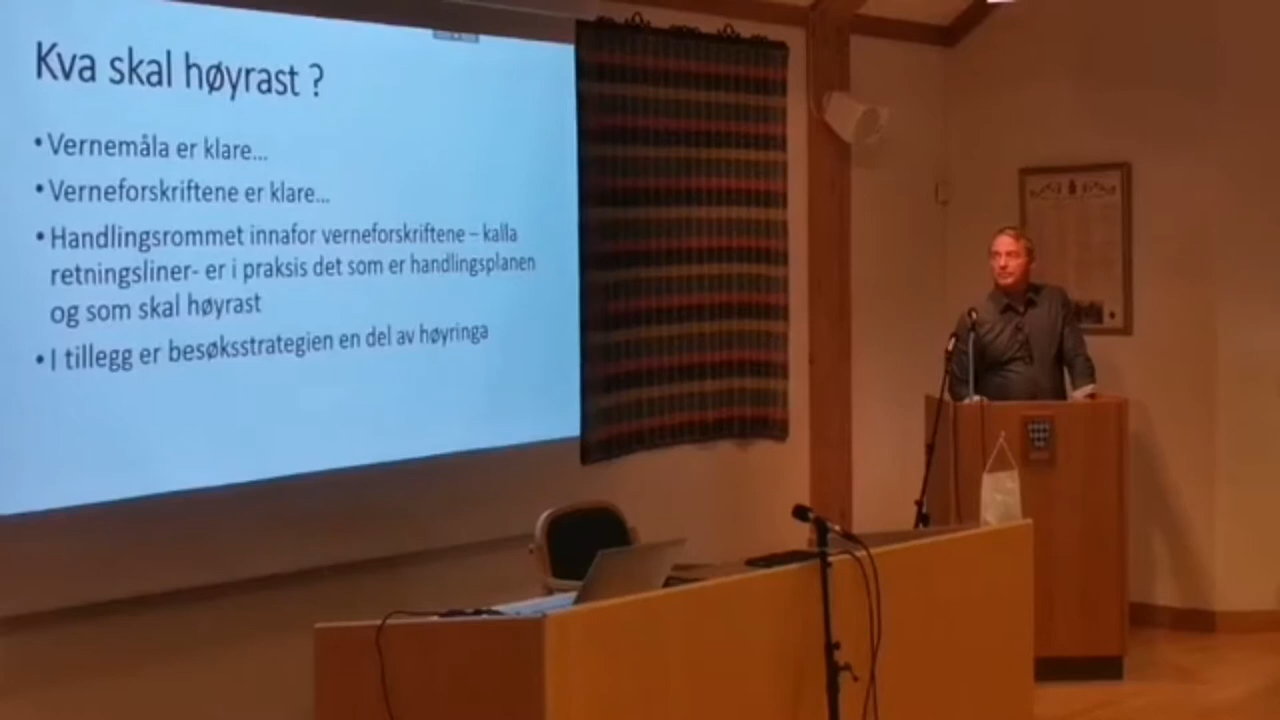 Kva skal høyrast ?
• Vernemåla er klare...
• Verneforskriftene er klare...
• Handlingsrommet innafor verneforskriftene – kalla
retningsliner- er i praksis det som er handlingsplanen
og som skal høyrast
• I tillegg er besøksstrategien en del av høyringa